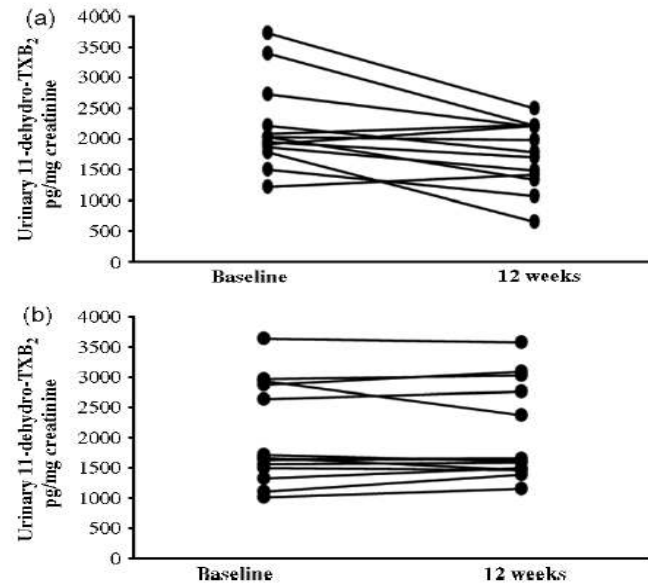 (a)
Urinary 11-dehydro-TXB2
pg/mg creatinine
4000
3500
3000
2500
2000
1500
1000
500
0
Baseline 12 weeks
(b)
Urinary 11-dehydro-TXB2
pg/mg creatinine
4000
3500
3000
2500
2000
1500
1000
500
0
Baseline 12 weeks